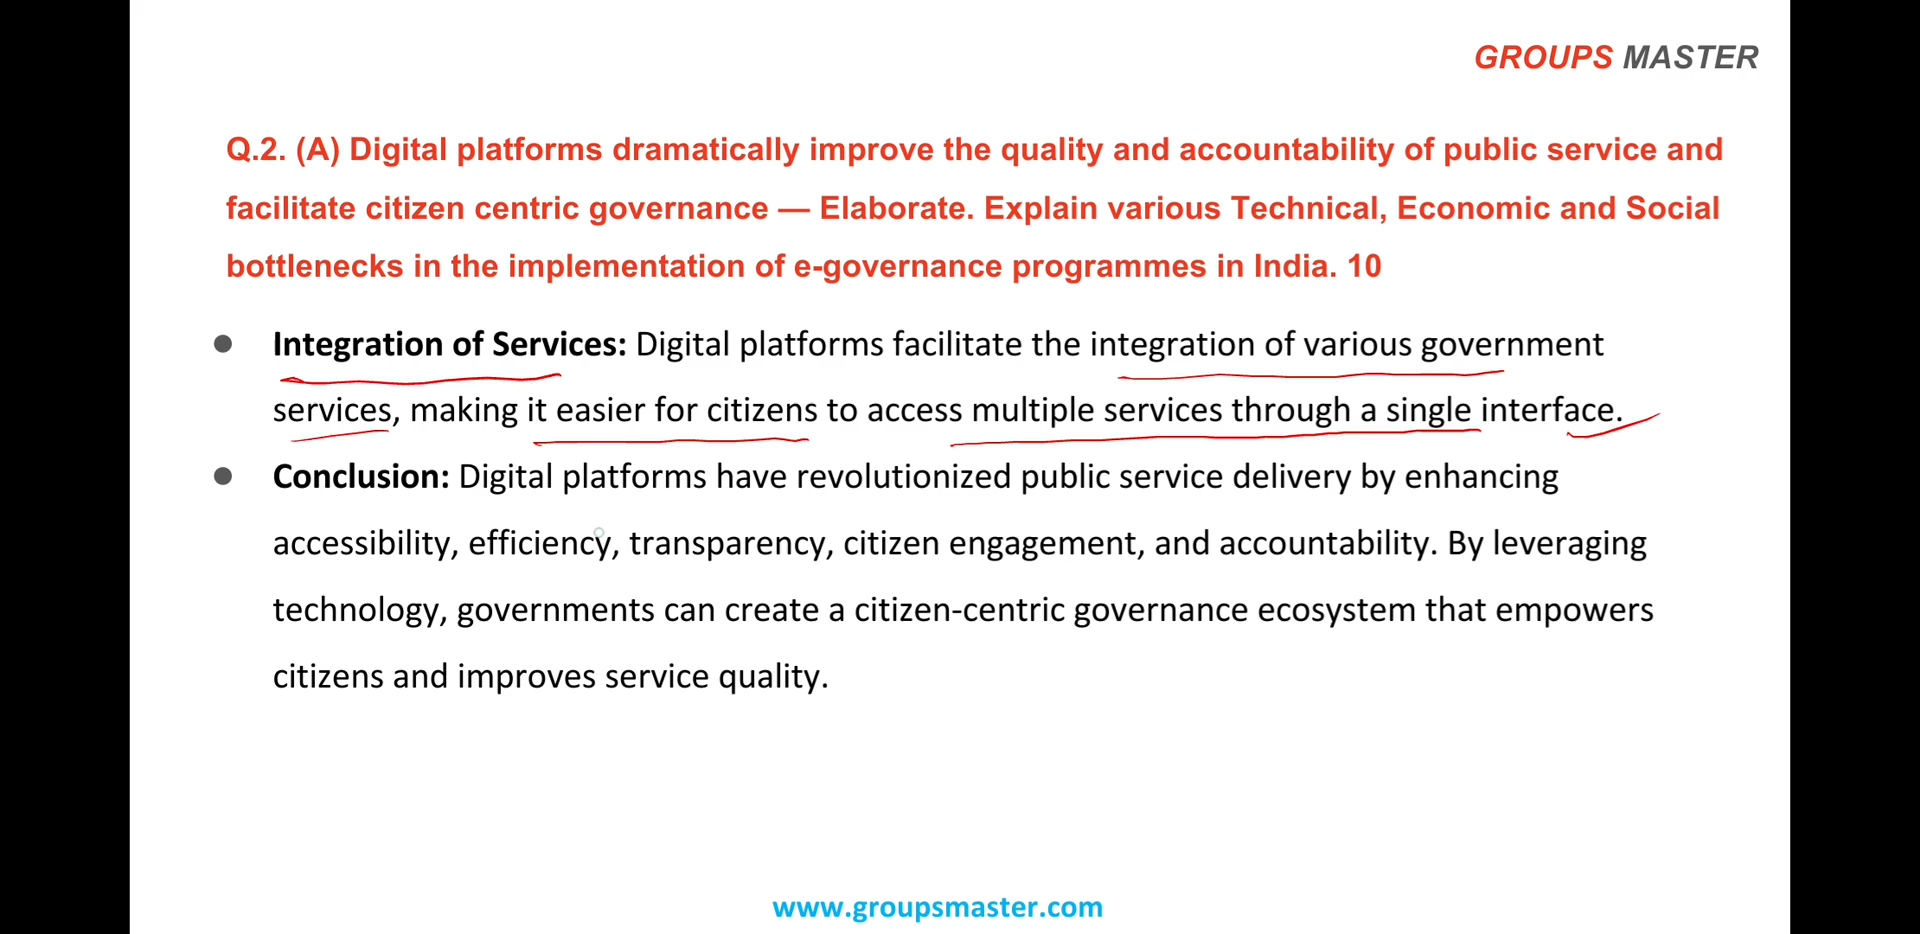 GROUPS MASTER
Q.2. (A) Digital platforms dramatically improve the quality and accountability of public service and
facilitate citizen centric governance — Elaborate. Explain various Technical, Economic and Social
bottlenecks in the implementation of e-governance programmes in India. 10
● Integration of Services: Digital platforms facilitate the integration of various government
services, making it easier for citizens to access multiple services through a single interface.
● Conclusion: Digital platforms have revolutionized public service delivery by enhancing
accessibility, efficiency, transparency, citizen engagement, and accountability. By leveraging
technology, governments can create a citizen-centric governance ecosystem that empowers
citizens and improves service quality.
www.groupsmaster.com